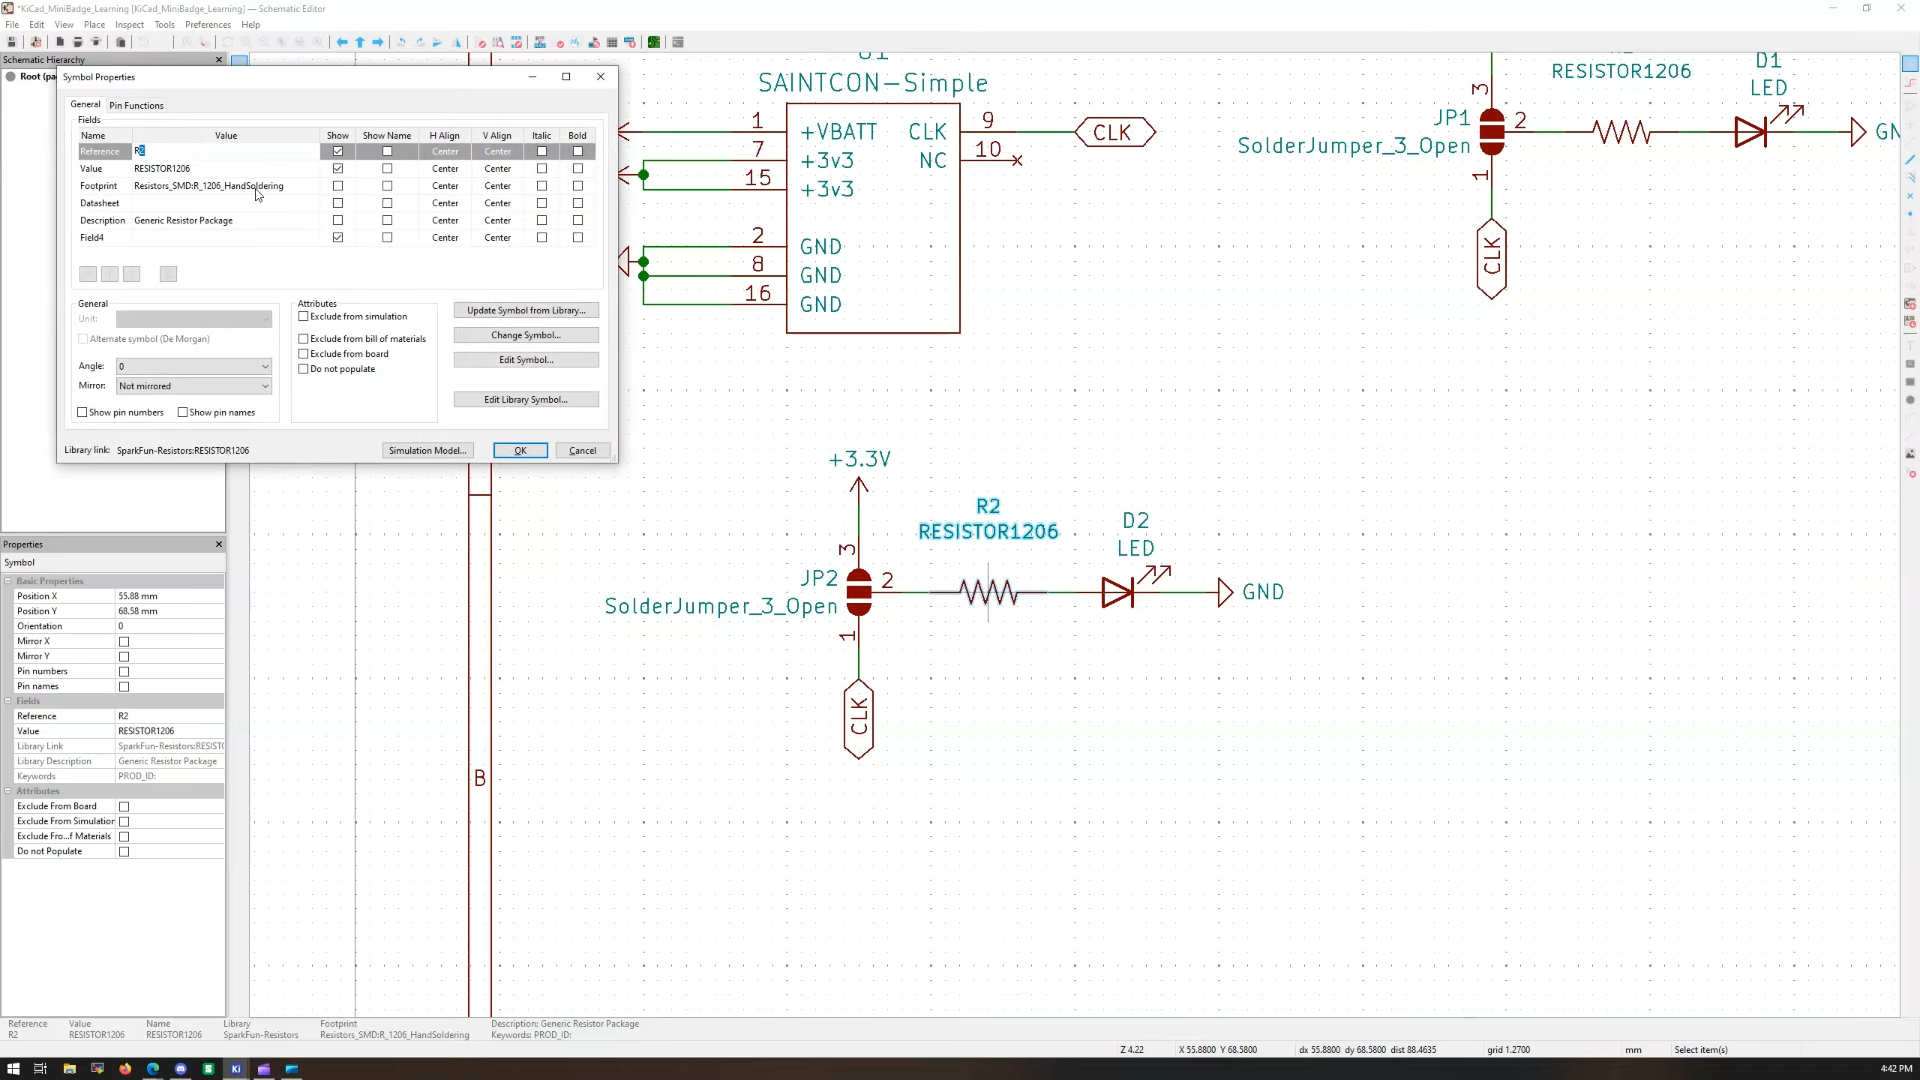 *KiCad_MiniBadge_Learning [KiCad_MiniBadge_Learning] — Schematic Editor
File Edit View Place Inspect Tools Preferences Help
Schematic Hierarchy
Root (pa
Symbol Properties
General Pin Functions
Fields
Name Value Show Show Name H Align V Align Italic Bold
Reference R2 Center Center
Value RESISTOR1206 Center Center
Footprint Resistors_SMD:R_1206_HandSoldering Center Center
Datasheet Center Center
Description Generic Resistor Package Center Center
Field4 Center Center
General
Unit:
Alternate symbol (De Morgan)
Angle: 0
Mirror: Not mirrored
Show pin numbers Show pin names
Attributes
Exclude from simulation
Exclude from bill of materials
Exclude from board
Do not populate
Update Symbol from Library...
Change Symbol...
Edit Symbol...
Edit Library Symbol...
Library link: SparkFun-Resistors:RESISTOR1206
Simulation Model... OK Cancel
SAINTCON-Simple
1 +VBATT CLK 9 CLK
7 +3v3 NC 10
15 +3v3
2 GND
8 GND
16 GND
RESISTOR1206
D1
LED
3
JP1 2
SolderJumper_3_Open
GN
1
CLK
+3.3V
R2
RESISTOR1206
D2
LED
3
JP2 2
SolderJumper_3_Open
GND
1
CLK
B
Properties
Symbol
Basic Properties
Position X 55.88 mm
Position Y 68.58 mm
Orientation 0
Mirror X
Mirror Y
Pin numbers
Pin names
Fields
Reference R2
Value RESISTOR1206
Library Link SparkFun-Resistors:RESIST
Library Description Generic Resistor Package
Keywords PROD_ID:
Attributes
Exclude From Board
Exclude From Simulation
Exclude Fro...f Materials
Do not Populate
Reference Value Name Library Footprint Description: Generic Resistor Package
R2 RESISTOR1206 RESISTOR1206 SparkFun-Resistors Resistors_SMD:R_1206_HandSoldering Keywords: PROD_ID:
Z 4.22 X 55.8800 Y 68.5800 dx 55.8800 dy 68.5800 dist 88.4635 grid 1.2700 mm Select item(s)
Ki
4:42 PM